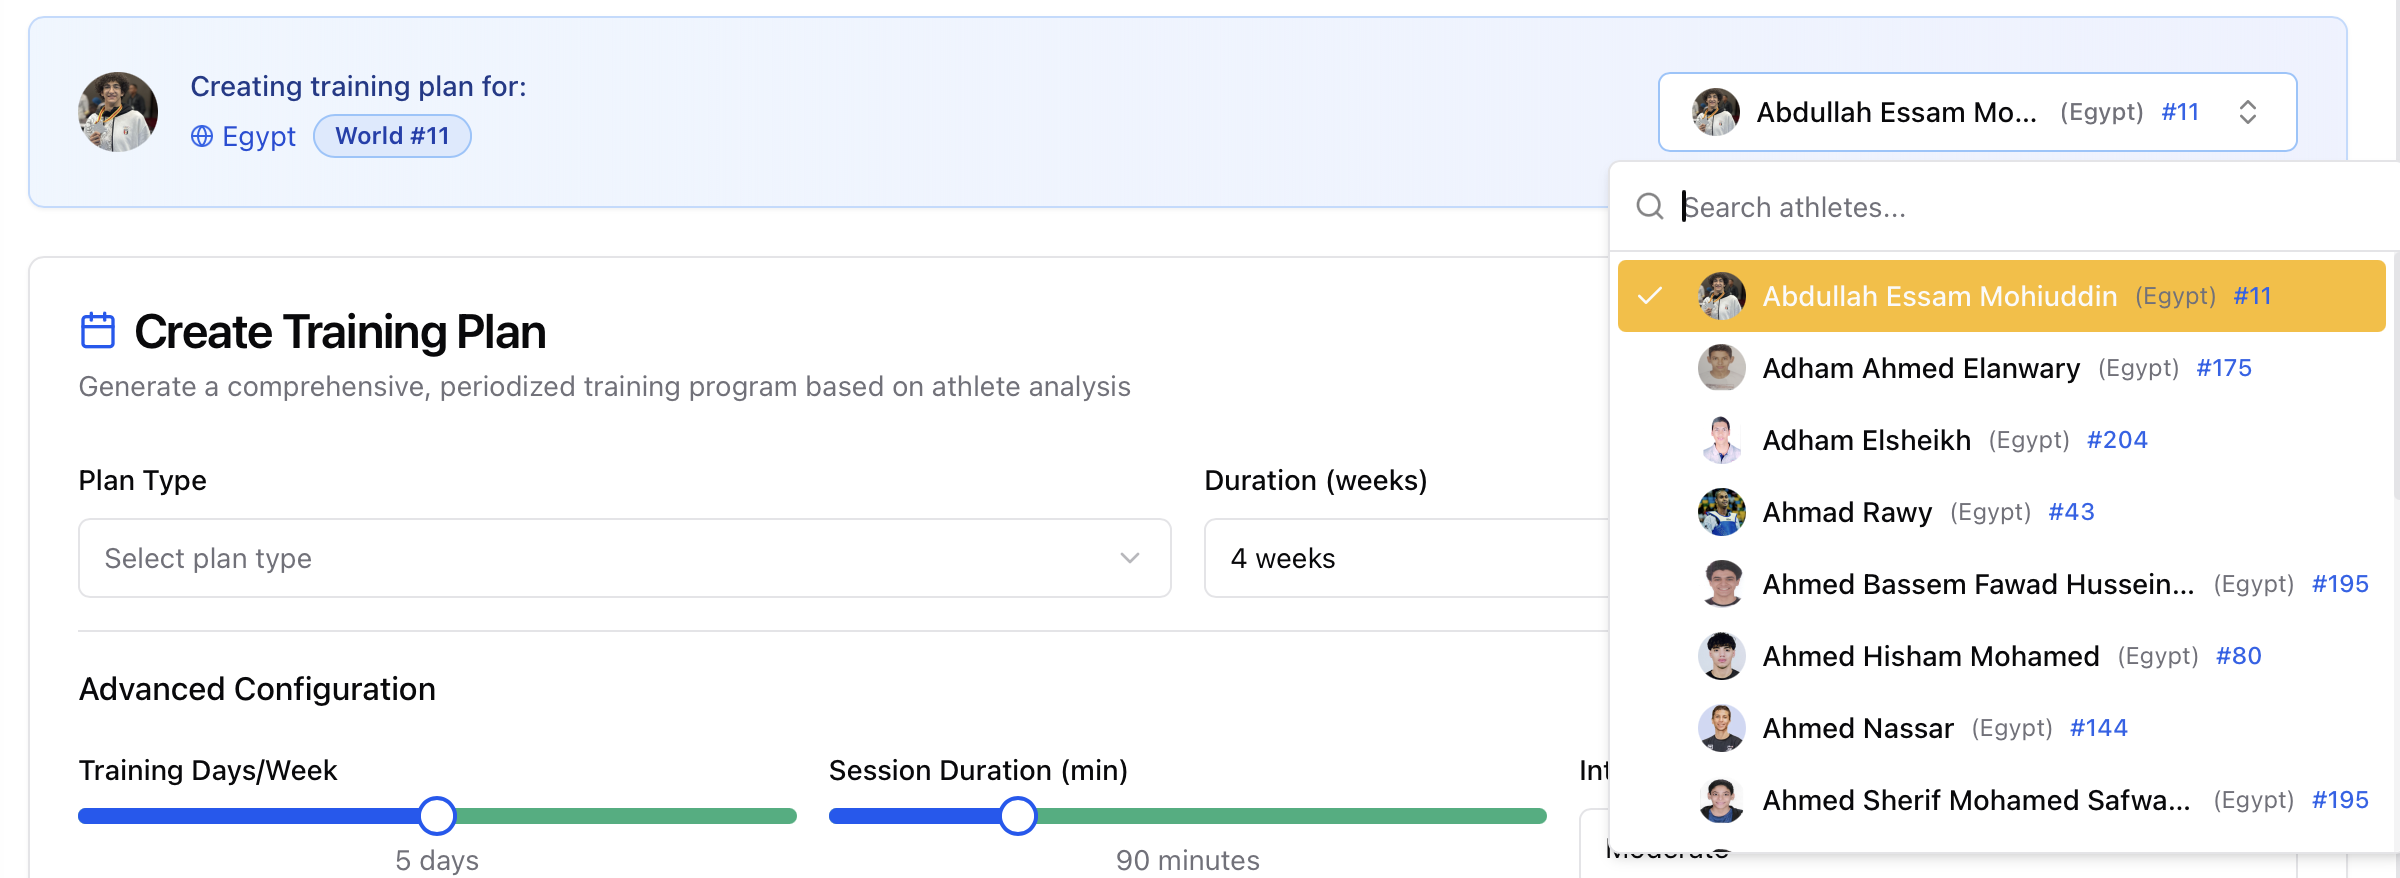 Creating training plan for:
Egypt World #11
Abdullah Essam Mo... (Egypt) #11
Search athletes...
Abdullah Essam Mohiuddin (Egypt) #11
Adham Ahmed Elanwary (Egypt) #175
Adham Elsheikh (Egypt) #204
Ahmad Rawy (Egypt) #43
Ahmed Bassem Fawad Hussein... (Egypt) #195
Ahmed Hisham Mohamed (Egypt) #80
Ahmed Nassar (Egypt) #144
Ahmed Sherif Mohamed Safwa... (Egypt) #195
Create Training Plan
Generate a comprehensive, periodized training program based on athlete analysis
Plan Type
Select plan type
Duration (weeks)
4 weeks
Advanced Configuration
Training Days/Week
5 days
Session Duration (min)
90 minutes